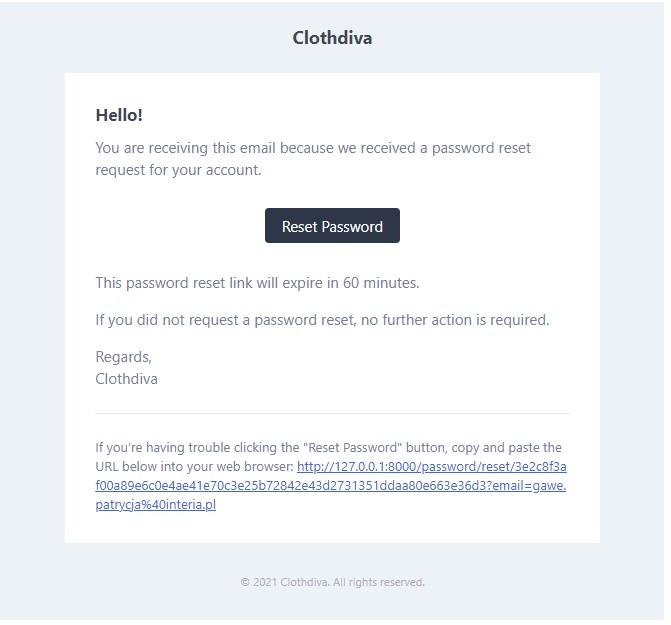 Clothdiva
Hello!
You are receiving this email because we received a password reset
request for your account.
Reset Password
This password reset link will expire in 60 minutes.
If you did not request a password reset, no further action is required.
Regards,
Clothdiva
If you're having trouble clicking the "Reset Password" button, copy and paste the
URL below into your web browser: http://127.0.0.1:8000/password/reset/3e2c8f3a
f00a89e6c0e4ae41e70c3e25b72842e43d2731351ddaa80e663e36d3?email=gawe.
patrycja%40interia.pl
© 2021 Clothdiva. All rights reserved.